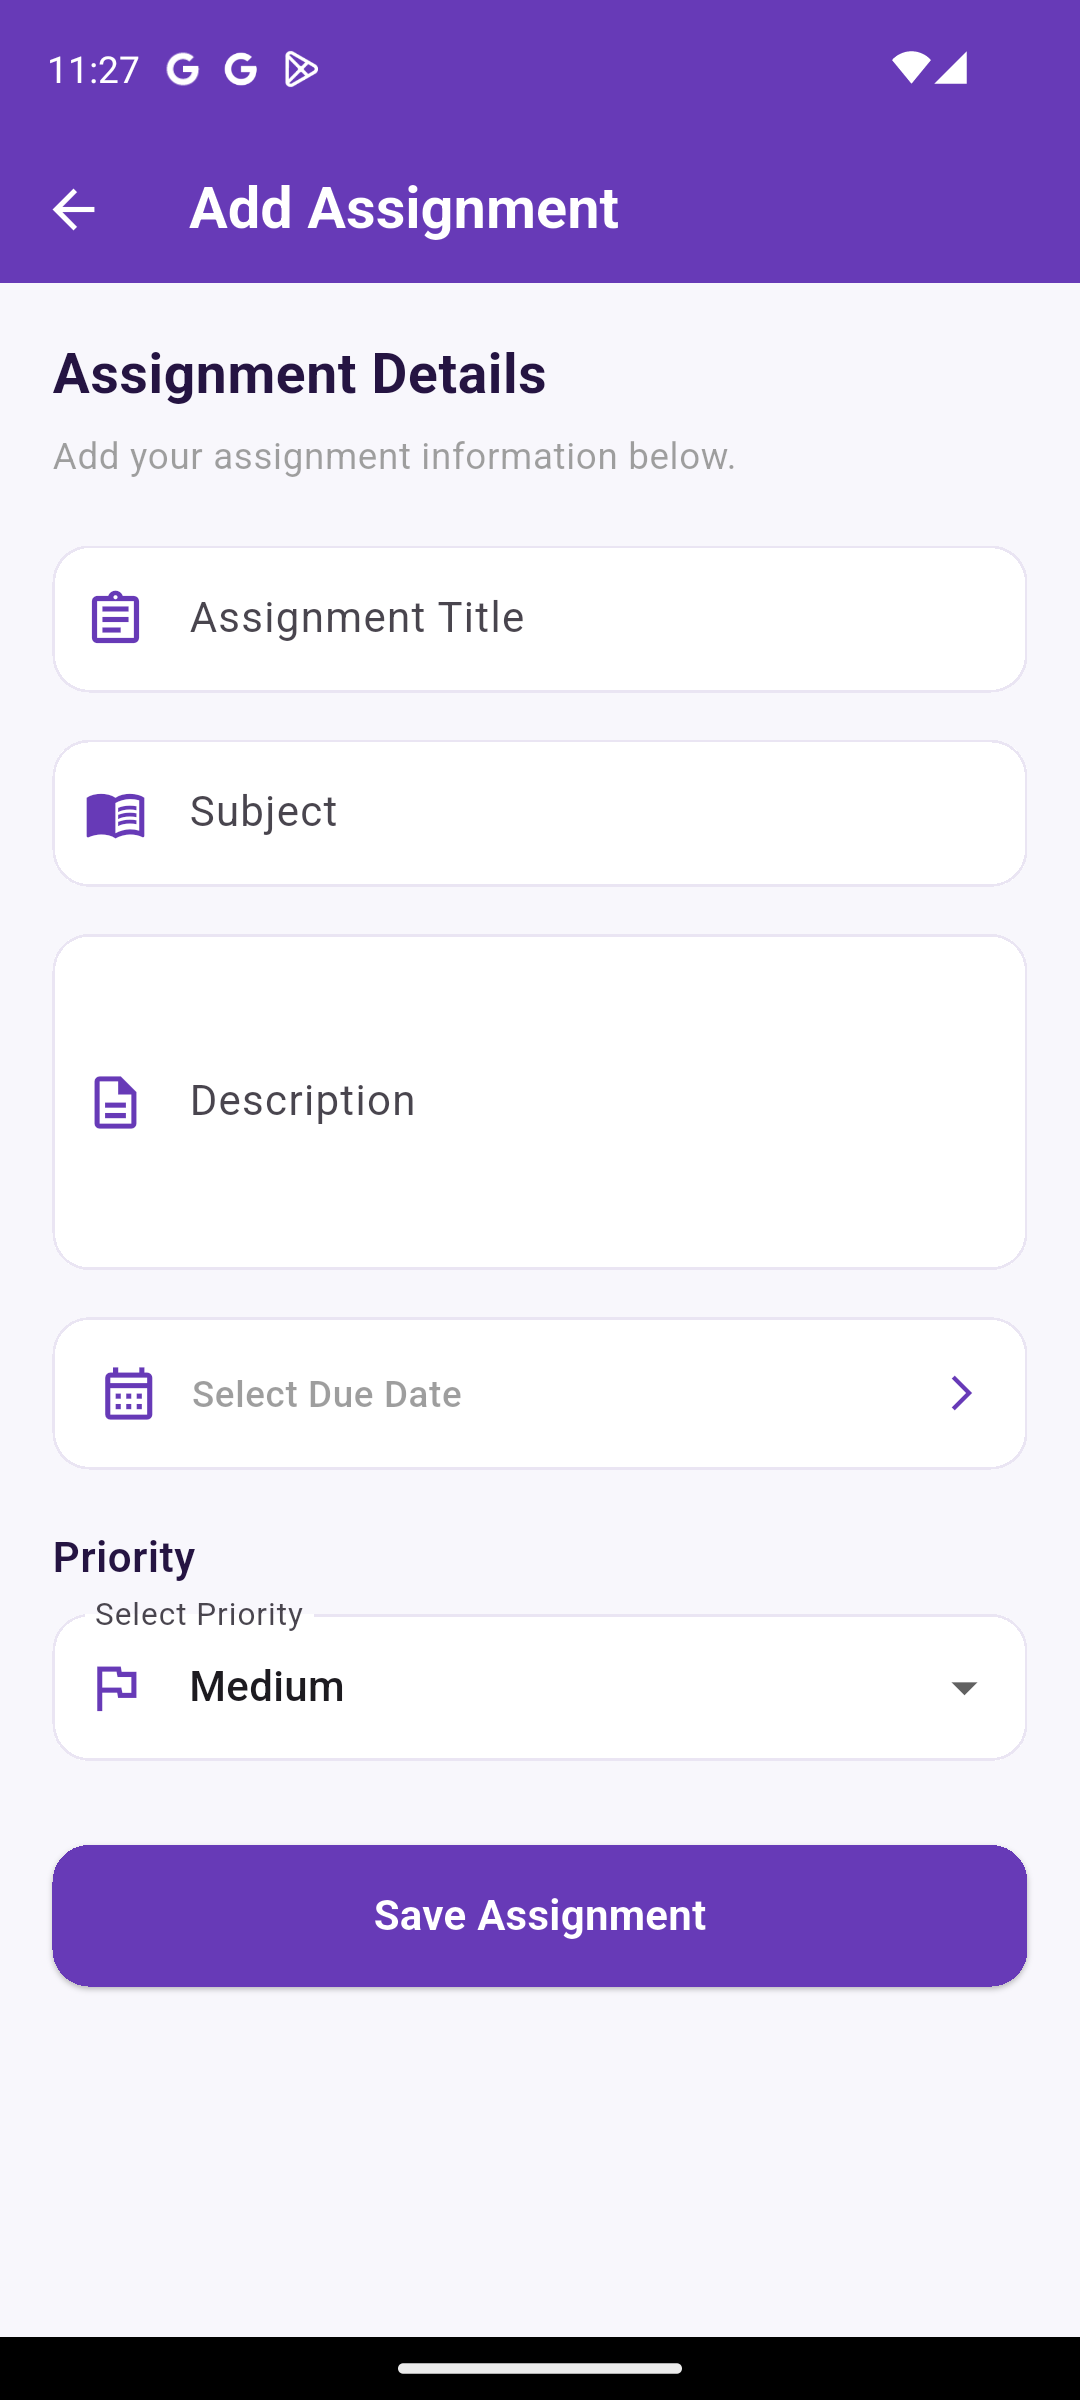 11:27
Add Assignment
Assignment Details
Add your assignment information below.
Assignment Title
Subject
Description
Select Due Date
Priority
Select Priority
Medium
Save Assignment